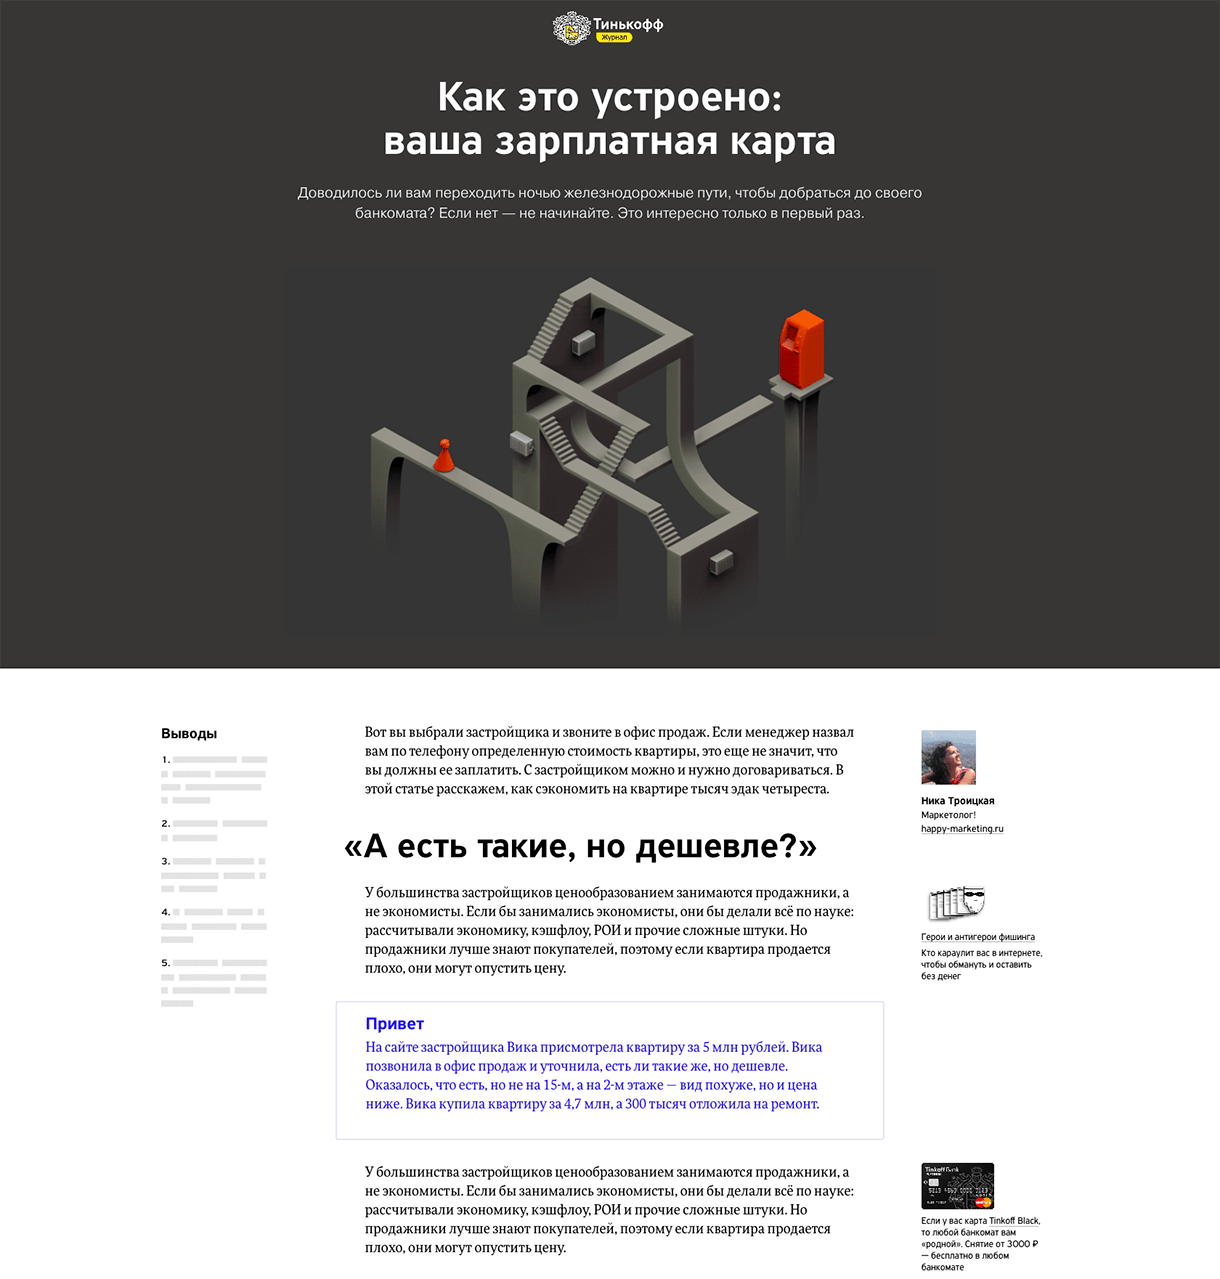 Тинькофф
Журнал
Как это устроено:
ваша зарплатная карта
Доводилось ли вам переходить ночью железнодорожные пути, чтобы добраться до своего
банкомата? Если нет — не начинайте. Это интересно только в первый раз.
Выводы
1.
2.
3.
4.
5.
Вот вы выбрали застройщика и звоните в офис продаж. Если менеджер назвал
вам по телефону определенную стоимость квартиры, это еще не значит, что
вы должны ее заплатить. С застройщиком можно и нужно договариваться. В
этой статье расскажем, как сэкономить на квартире тысяч эдак четыреста.
«А есть такие, но дешевле?»
У большинства застройщиков ценообразованием занимаются продажники, а
не экономисты. Если бы занимались экономисты, они бы делали всё по науке:
рассчитывали экономику, кэшфлоу, РОИ и прочие сложные штуки. Но
продажники лучше знают покупателей, поэтому если квартира продается
плохо, они могут опустить цену.
Привет
На сайте застройщика Вика присмотрела квартиру за 5 млн рублей. Вика
позвонила в офис продаж и уточнила, есть ли такие же, но дешевле.
Оказалось, что есть, но не на 15-м, а на 2-м этаже — вид похуже, но и цена
ниже. Вика купила квартиру за 4,7 млн, а 300 тысяч отложила на ремонт.
У большинства застройщиков ценообразованием занимаются продажники, а
не экономисты. Если бы занимались экономисты, они бы делали всё по науке:
рассчитывали экономику, кэшфлоу, РОИ и прочие сложные штуки. Но
продажники лучше знают покупателей, поэтому если квартира продается
плохо, они могут опустить цену.
Ника Троицкая
Маркетолог!
happy-marketing.ru
Герои и антигерои фишинга
Кто караулит вас в интернете,
чтобы обмануть и оставить
без денег
Tinkoff Bank
Если у вас карта Tinkoff Black,
то любой банкомат вам
«родной». Снятие от 3000 ₽
— бесплатно в любом
банкомате